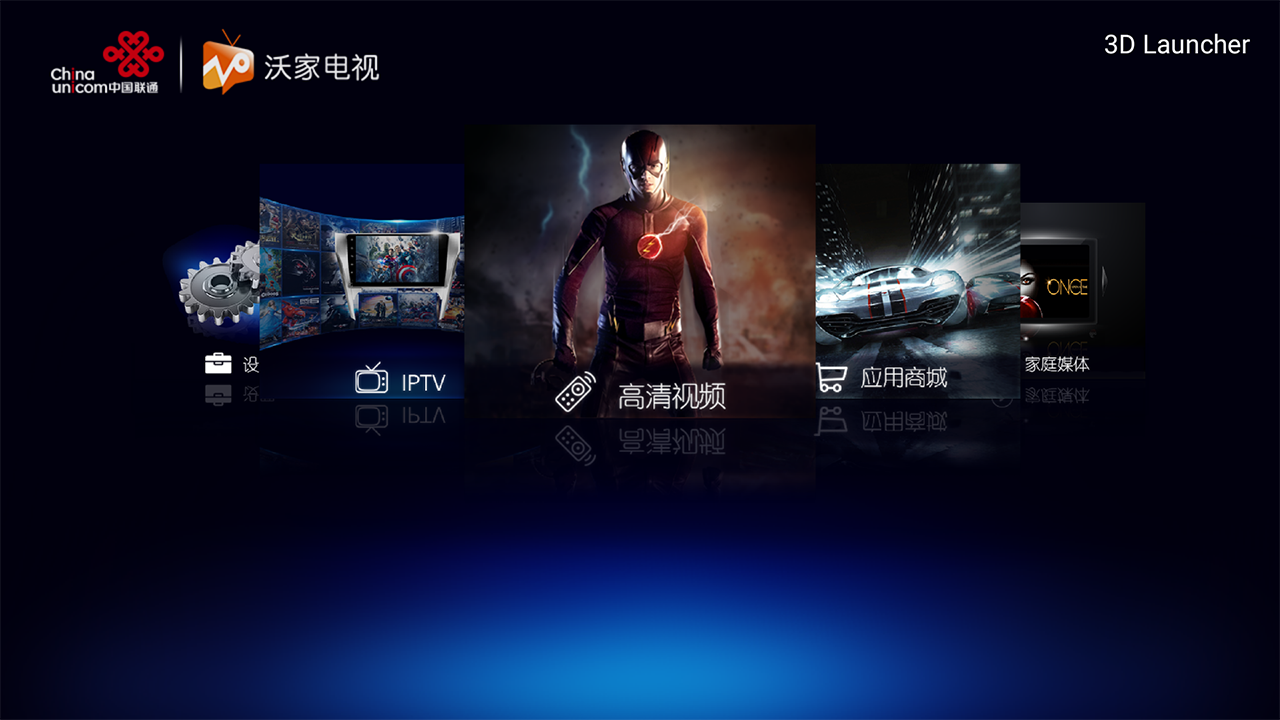 China
unicom中国联通
沃家电视
3D Launcher
设
IPTV
高清视频
应用商城
家庭媒体
ONCE